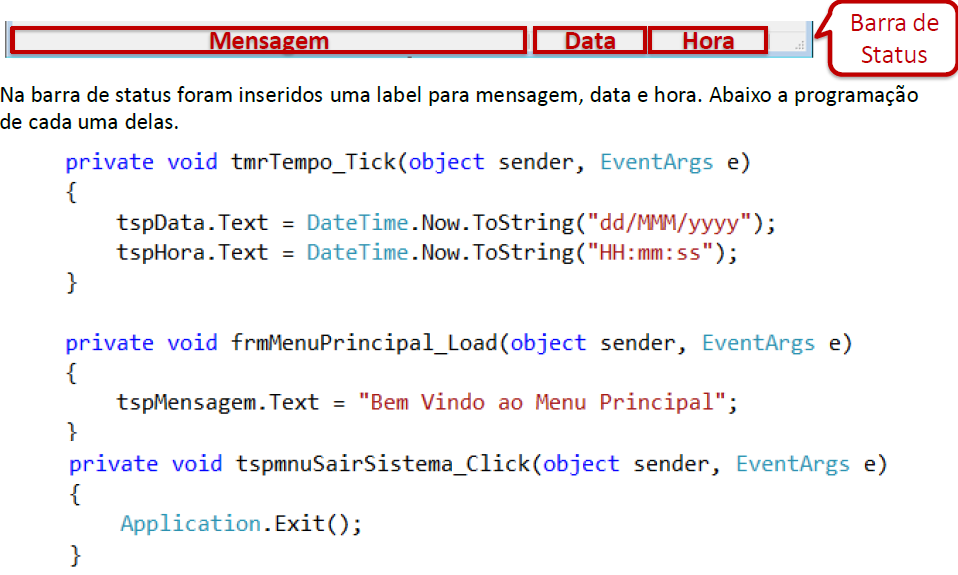 Mensagem Data Hora
Barra de
Status
Na barra de status foram inseridos uma label para mensagem, data e hora. Abaixo a programação
de cada uma delas.
private void tmrTempo_Tick(object sender, EventArgs e)
{
tspData.Text = DateTime.Now.ToString("dd/MMM/yyyy");
tspHora.Text = DateTime.Now.ToString("HH:mm:ss");
}
private void frmMenuPrincipal_Load(object sender, EventArgs e)
{
tspMensagem.Text = "Bem Vindo ao Menu Principal";
}
private void tspmnuSairSistema_Click(object sender, EventArgs e)
{
Application.Exit();
}